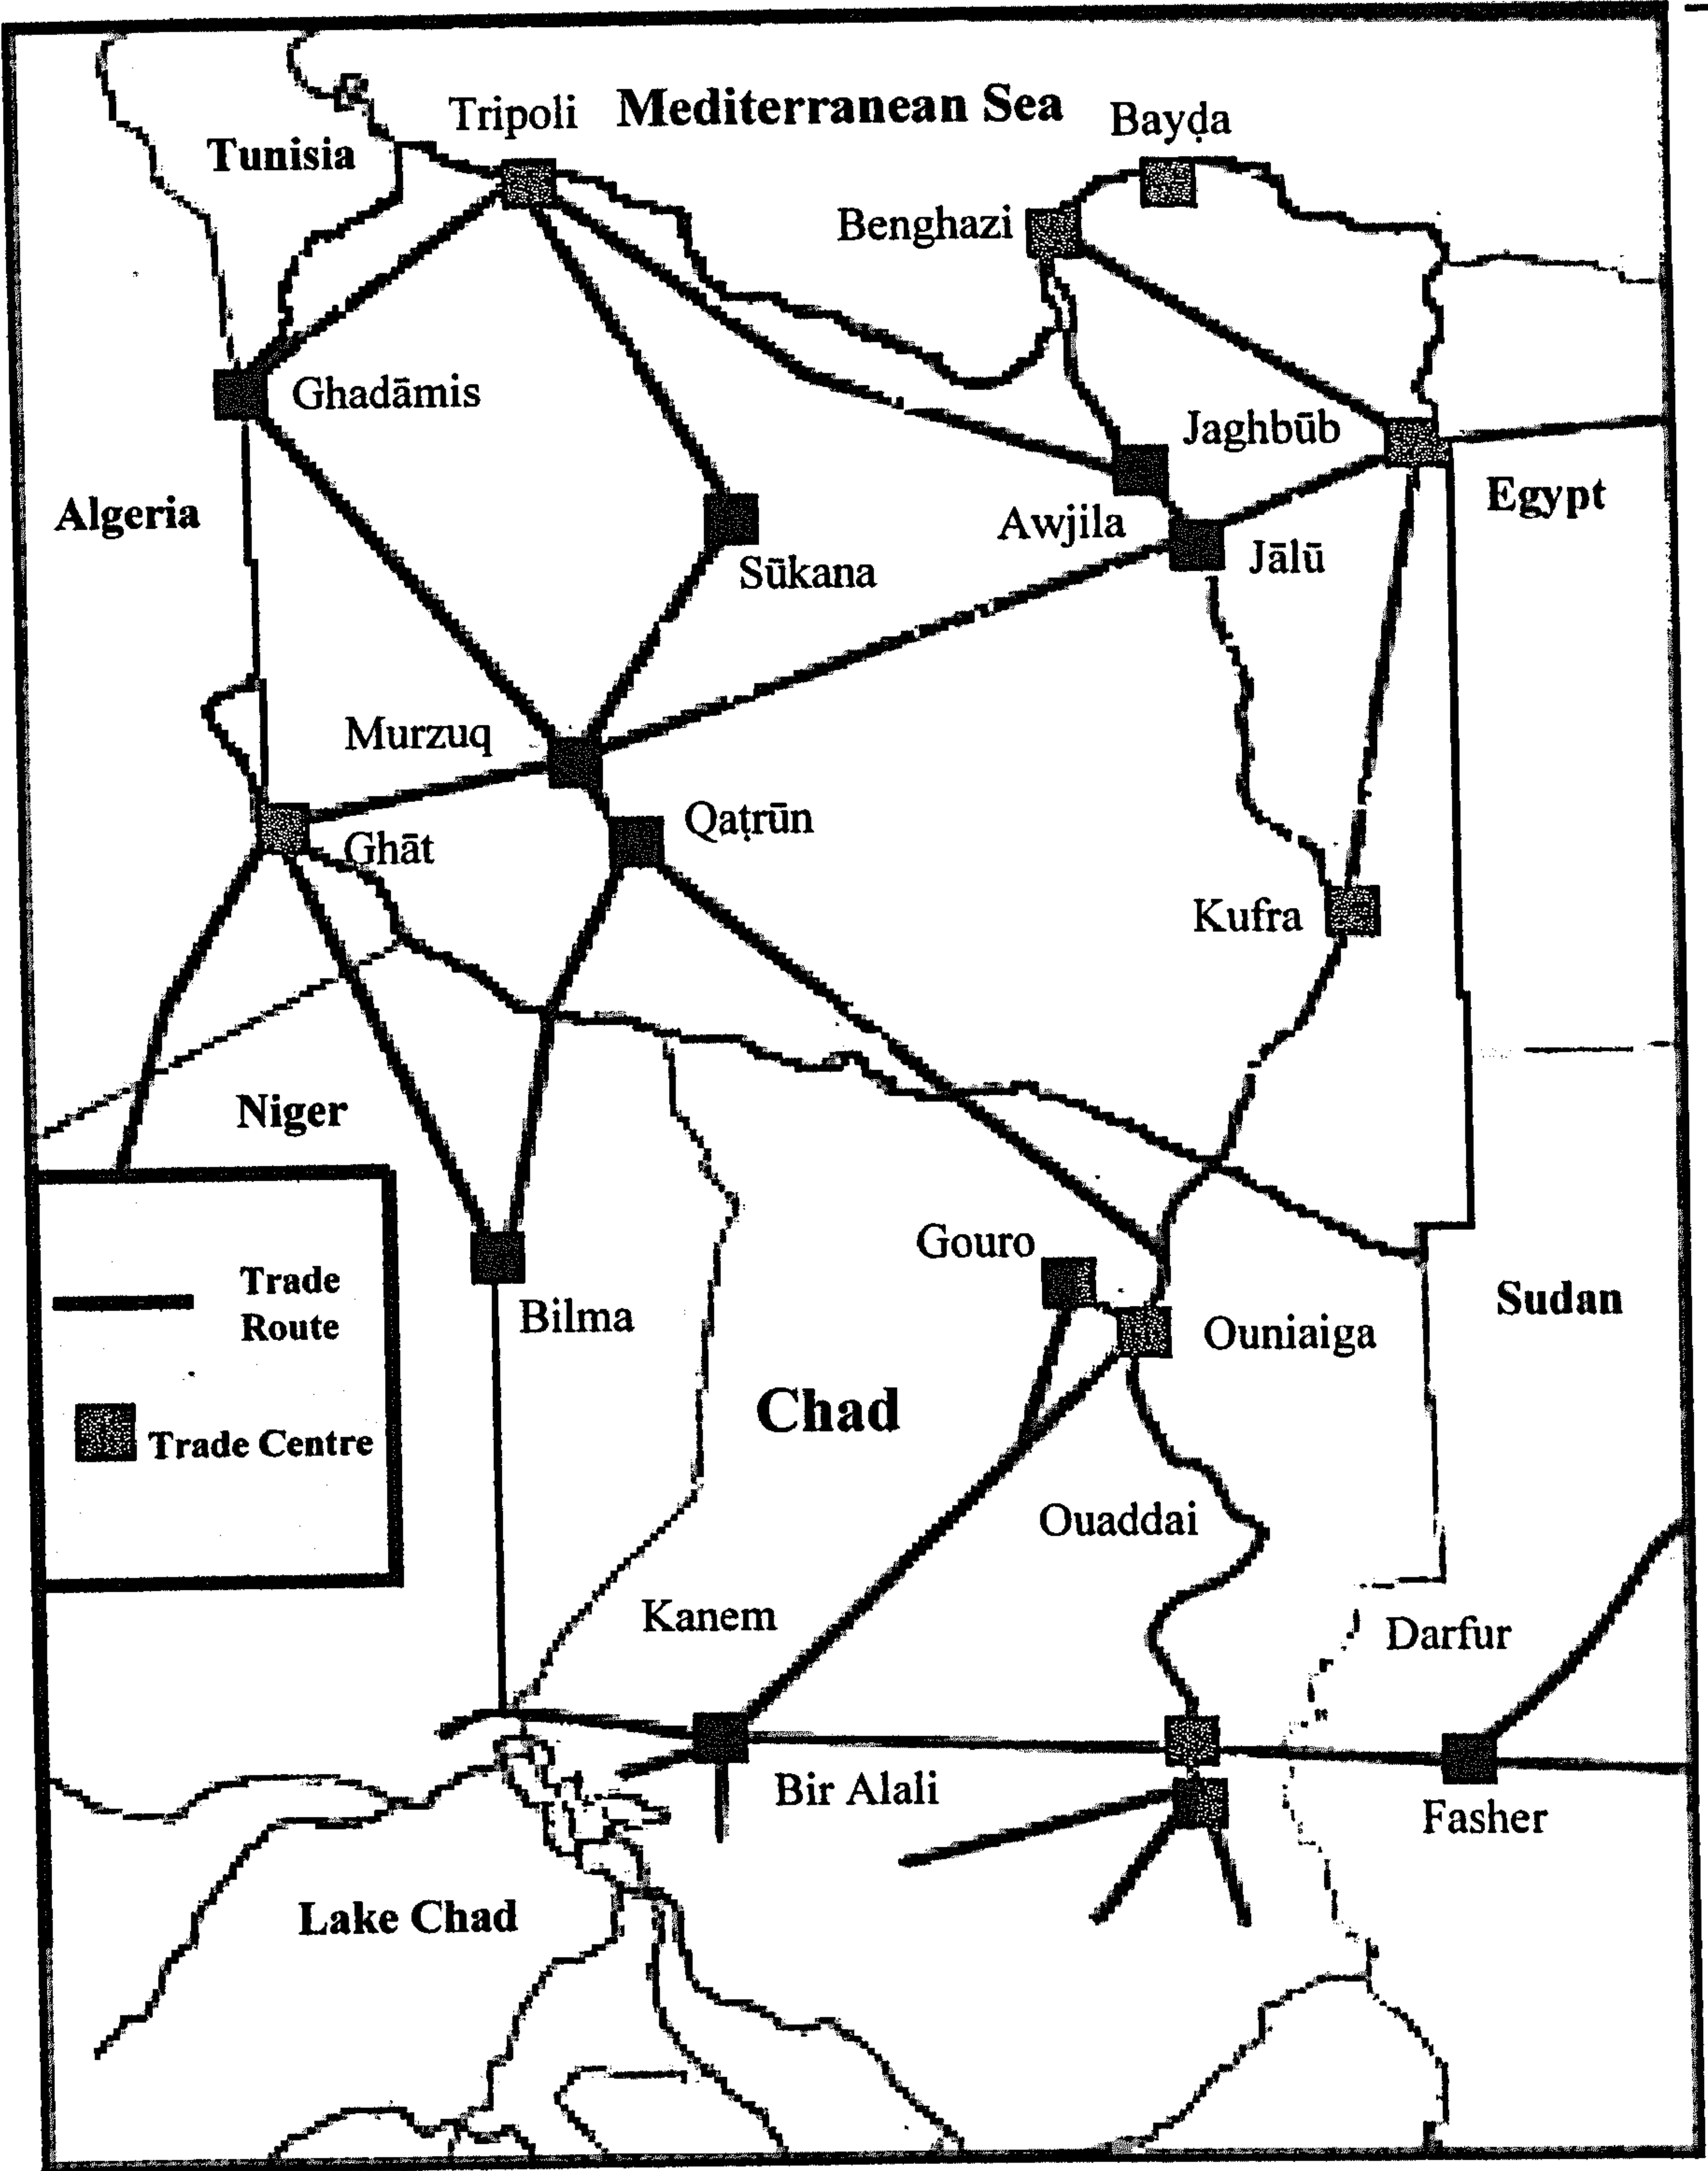 Tripoli
Mediterranean Sea
Bayḍa
Tunisia
Benghazi
Ghadāmis
Jaghbūb
Algeria
Egypt
Awjila
Jālū
Sūkana
Murzuq
Qaṭrūn
Ghāt
Kufra
Niger
Gouro
Trade
Route
Bilma
Sudan
Ouniaiga
Chad
Trade Centre
Ouaddai
Kanem
Darfur
Bir Alali
Fasher
Lake Chad